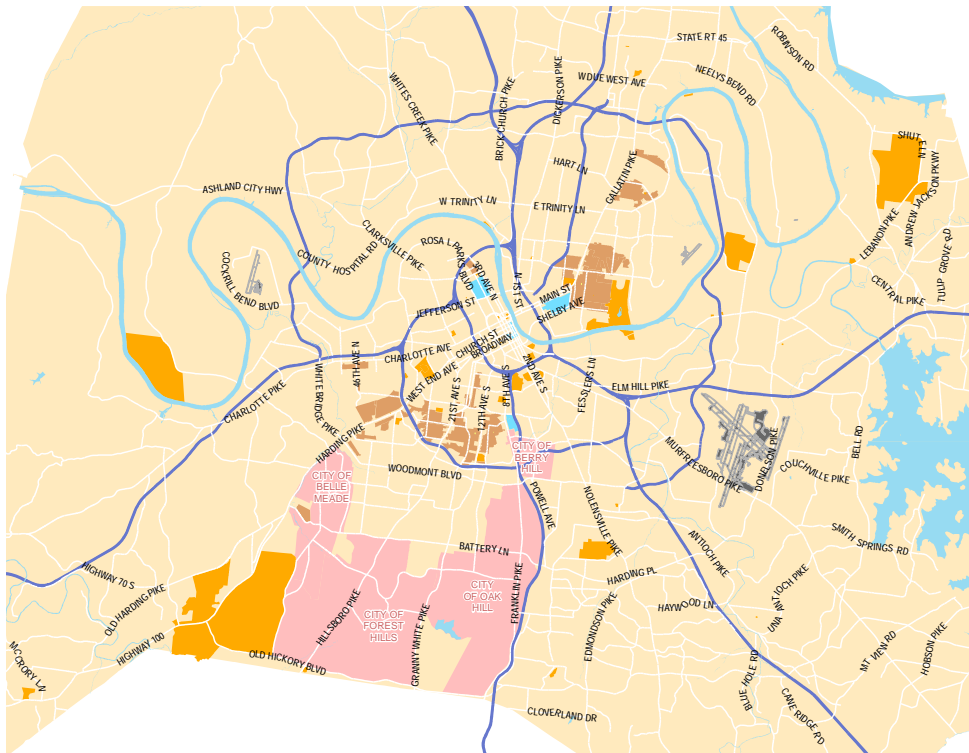 STATE RT 45
ROBINSON RD
W DUE WEST AVE
NEELYS BEND RD
WHITES CREEK PIKE
BRICK CHURCH PIKE
DICKERSON PIKE
SHUTE LN
HART LN
GALLATIN PIKE
ANDREW JACKSON PKWY
ASHLAND CITY HWY
W TRINITY LN
E TRINITY LN
LEBANON PIKE
TULIP GROVE RD
CLARKSVILLE PIKE
ROSA L PARKS BLVD
COUNTY HOSPITAL RD
COCKRILL BEND BLVD
3RD AVE N
N 1ST ST
MAIN ST
SHELBY AVE
CENTRAL PIKE
JEFFERSON ST
CHURCH ST
BROADWAY
CHARLOTTE AVE
46TH AVE N
WEST END AVE
2ND AVE S
8TH AVE S
21ST AVE S
12TH AVE S
FESSLERS LN
ELM HILL PIKE
WHITE BRIDGE PIKE
CHARLOTTE PIKE
HARDING PIKE
BELL RD
DONELSON PIKE
MURFREESBORO PIKE
COUCHVILLE PIKE
CITY OF
BERRY
HILL
WOODMONT BLVD
CITY OF
BELLE
MEADE
POWELL AVE
NOLENSVILLE PIKE
SMITH SPRINGS RD
ANTIOCH PIKE
BATTERY LN
HARDING PL
HIGHWAY 70 S
OLD HARDING PIKE
CITY
OF OAK
HILL
FRANKLIN PIKE
HAYWOOD LN
UNA ANTIOCH PIKE
HILLSBORO PIKE
CITY OF
FOREST
HILLS
GRANNY WHITE PIKE
EDMONDSON PIKE
HIGHWAY 100
MCCRORY LN
OLD HICKORY BLVD
MT VIEW RD
HOBSON PIKE
BLUE HOLE RD
CANE RIDGE RD
CLOVERLAND DR